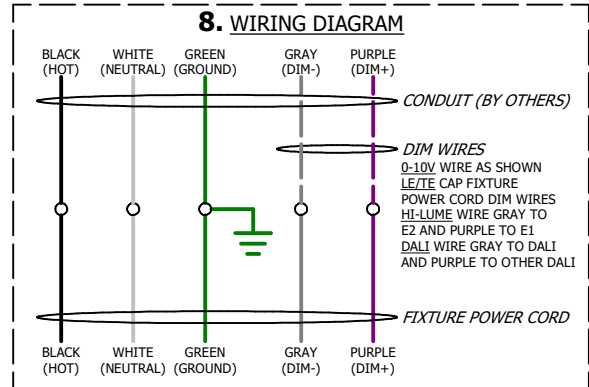 8. WIRING DIAGRAM
BLACK WHITE GREEN GRAY PURPLE
(HOT) (NEUTRAL) (GROUND) (DIM-) (DIM+)
CONDUIT (BY OTHERS)
DIM WIRES
0-10V WIRE AS SHOWN
LE/TE CAP FIXTURE
POWER CORD DIM WIRES
HI-LUME WIRE GRAY TO
E2 AND PURPLE TO E1
DALI WIRE GRAY TO DALI
AND PURPLE TO OTHER DALI
FIXTURE POWER CORD
BLACK WHITE GREEN GRAY PURPLE
(HOT) (NEUTRAL) (GROUND) (DIM-) (DIM+)